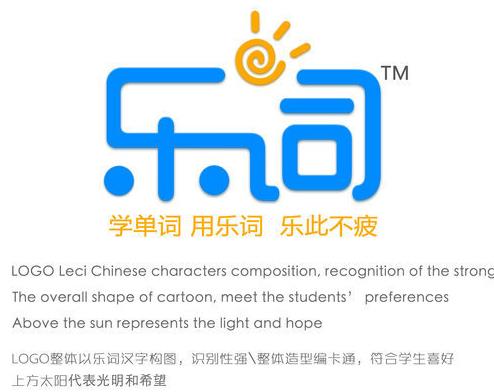 乐词TM
学单词 用乐词 乐此不疲
LOGO Leci Chinese characters composition, recognition of the strong
The overall shape of cartoon, meet the students' preferences
Above the sun represents the light and hope
LOGO整体以乐词汉字构图，识别性强\整体造型编卡通，符合学生喜好
上方太阳代表光明和希望